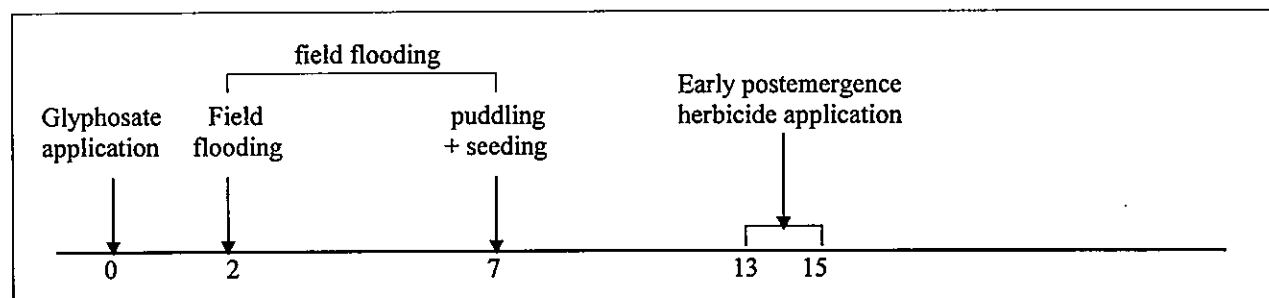 field flooding
Glyphosate
application
Field
flooding
puddling
+ seeding
Early postemergence
herbicide application
0
2
7
13
15